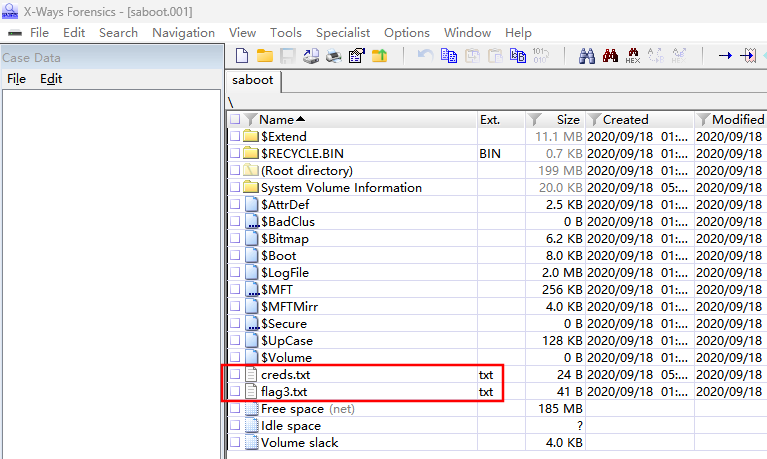 X-Ways Forensics - [saboot.001]
File Edit Search Navigation View Tools Specialist Options Window Help
Case Data
File Edit
saboot
\
Name Ext. Size Created Modified
$Extend 11.1 MB 2020/09/18 01:... 2020/09/18
$RECYCLE.BIN BIN 0.7 KB 2020/09/18 01:... 2020/09/18
(Root directory) 199 MB 2020/09/18 01:... 2020/09/18
System Volume Information 20.0 KB 2020/09/18 05:... 2020/09/18
$AttrDef 2.5 KB 2020/09/18 01:... 2020/09/18
$BadClus 0 B 2020/09/18 01:... 2020/09/18
$Bitmap 6.2 KB 2020/09/18 01:... 2020/09/18
$Boot 8.0 KB 2020/09/18 01:... 2020/09/18
$LogFile 2.0 MB 2020/09/18 01:... 2020/09/18
$MFT 256 KB 2020/09/18 01:... 2020/09/18
$MFTMirr 4.0 KB 2020/09/18 01:... 2020/09/18
$Secure 0 B 2020/09/18 01:... 2020/09/18
$UpCase 128 KB 2020/09/18 01:... 2020/09/18
$Volume 0 B 2020/09/18 01:... 2020/09/18
creds.txt txt 24 B 2020/09/18 05:... 2020/09/18
flag3.txt txt 41 B 2020/09/18 01:... 2020/09/18
Free space (net) 185 MB
Idle space ?
Volume slack 4.0 KB